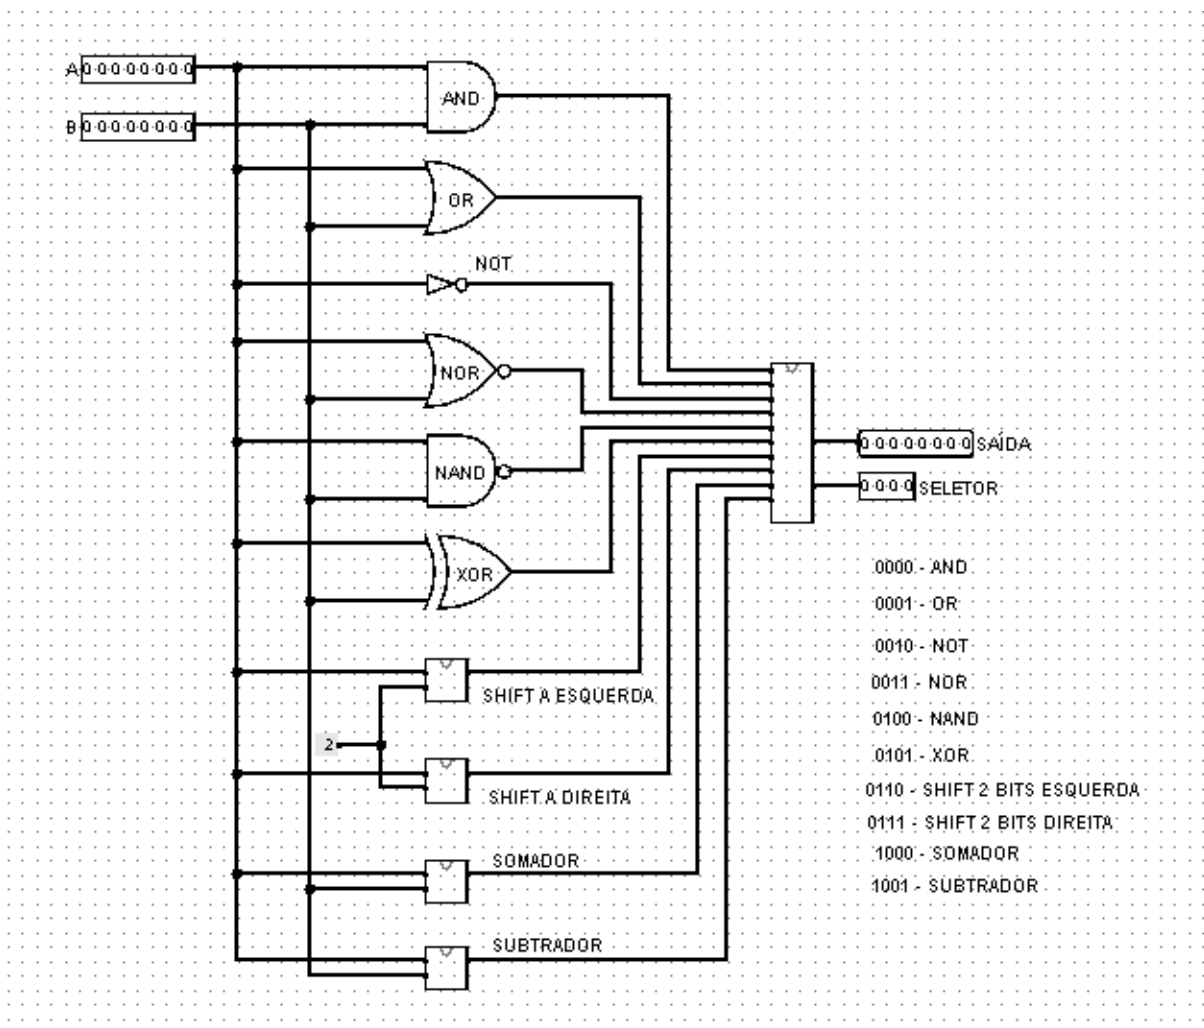 A 00000000
AND
B 00000000
OR
NOT
NOR
00000000 SAÍDA
NAND
0000 SELETOR
XOR
0000 - AND
0001 - OR
0010 - NOT
0011 - NOR
0100 - NAND
0101 - XOR
0110 - SHIFT 2 BITS ESQUERDA
0111 - SHIFT 2 BITS DIREITA
1000 - SOMADOR
1001 - SUBTRADOR
SHIFT A ESQUERDA
2
SHIFT A DIREITA
SOMADOR
SUBTRADOR